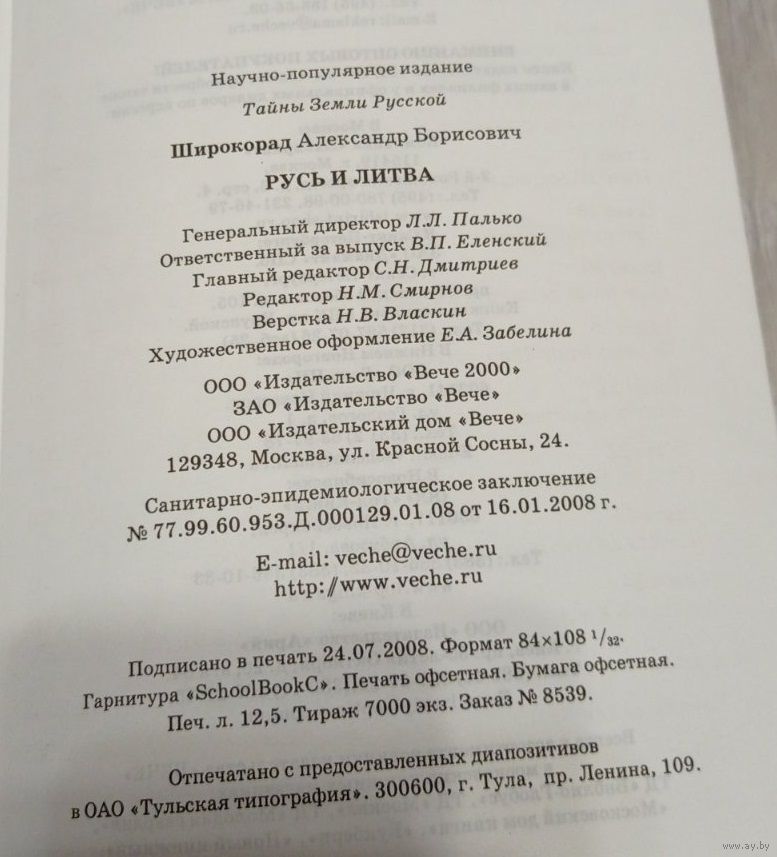 Научно-популярное издание
Тайны Земли Русской
Широкорад Александр Борисович
РУСЬ И ЛИТВА
Генеральный директор Л.Л. Палько
Ответственный за выпуск В.П. Еленский
Главный редактор С.Н. Дмитриев
Редактор Н.М. Смирнов
Верстка Н.В. Власкин
Художественное оформление Е.А. Забелина
ООО «Издательство «Вече 2000»
ЗАО «Издательство «Вече»
ООО «Издательский дом «Вече»
129348, Москва, ул. Красной Сосны, 24.
Санитарно-эпидемиологическое заключение
№ 77.99.60.953.Д.000129.01.08 от 16.01.2008 г.
E-mail: veche@veche.ru
http://www.veche.ru
Подписано в печать 24.07.2008. Формат 84×108 1/32.
Гарнитура «SchoolBookC». Печать офсетная. Бумага офсетная.
Печ. л. 12,5. Тираж 7000 экз. Заказ № 8539.
Отпечатано с предоставленных диапозитивов
в ОАО «Тульская типография». 300600, г. Тула, пр. Ленина, 109.
www.ay.by